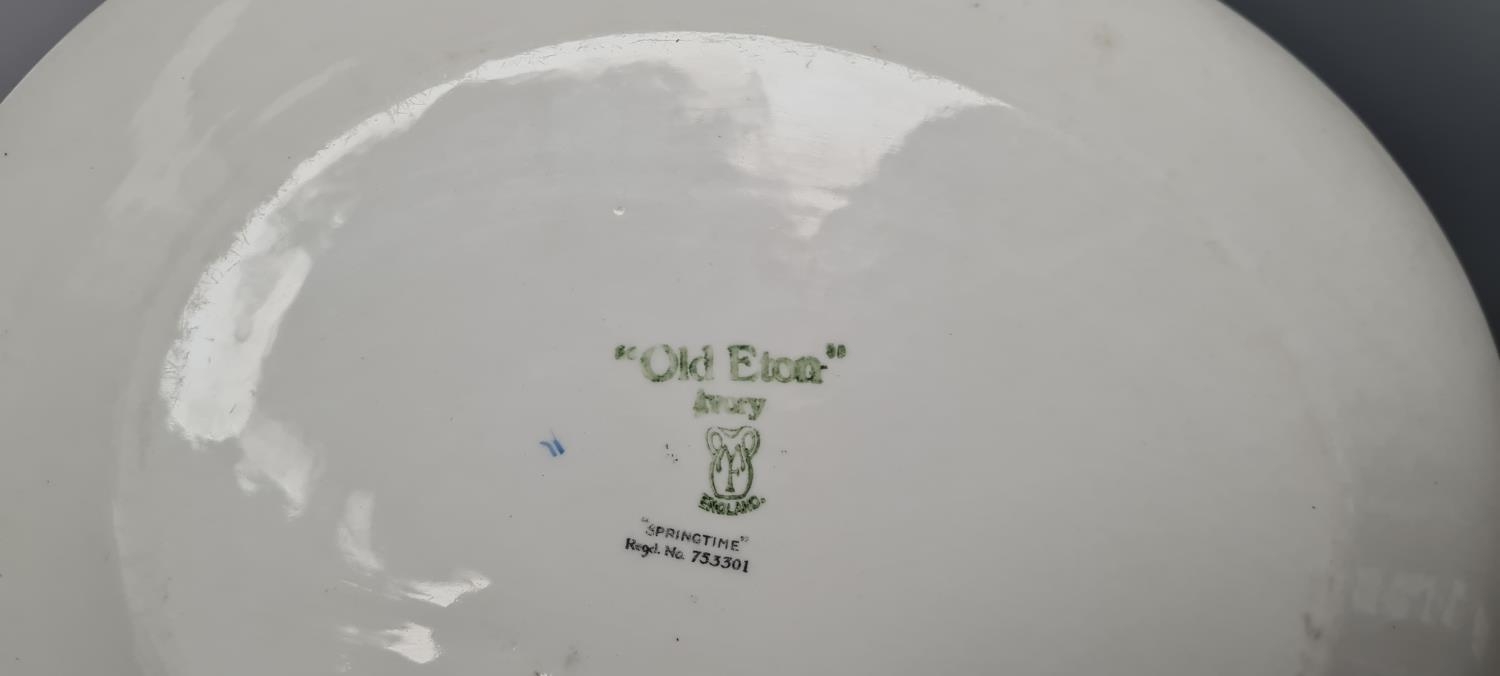 "Old Eton"
Ivory
ENGLAND.
"SPRINGTIME"
Regd. No. 753301